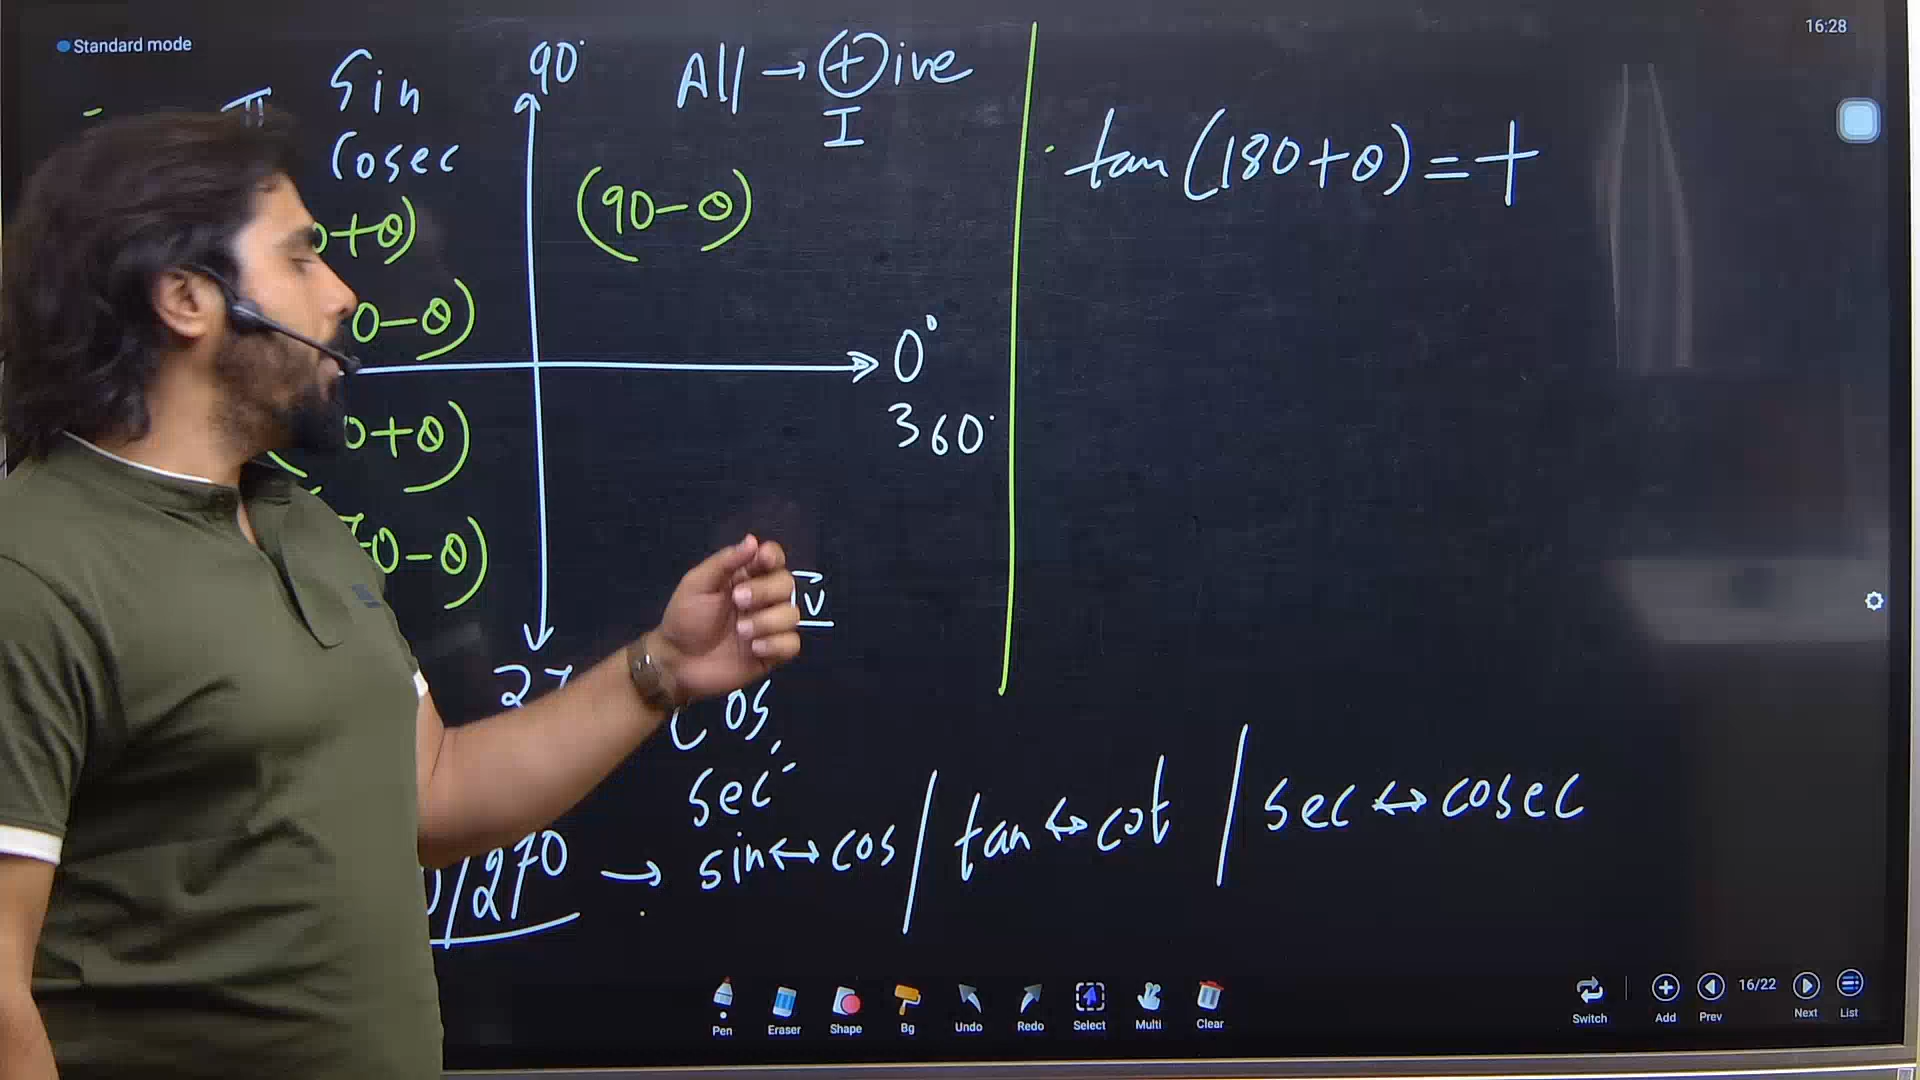 Standard mode
16:28
π Sin 90° All → (+)ive
Cosec I
+θ) (90-θ) tan (180+θ) = +
0-θ) 0°
0+θ) 360°
0-θ) IV
27
Cos
Sec
/270 → sin↔cos / tan↔cot / sec↔cosec
Pen Eraser Shape Bg Undo Redo Select Multi Clear
Switch Add Prev 16/22 Next List